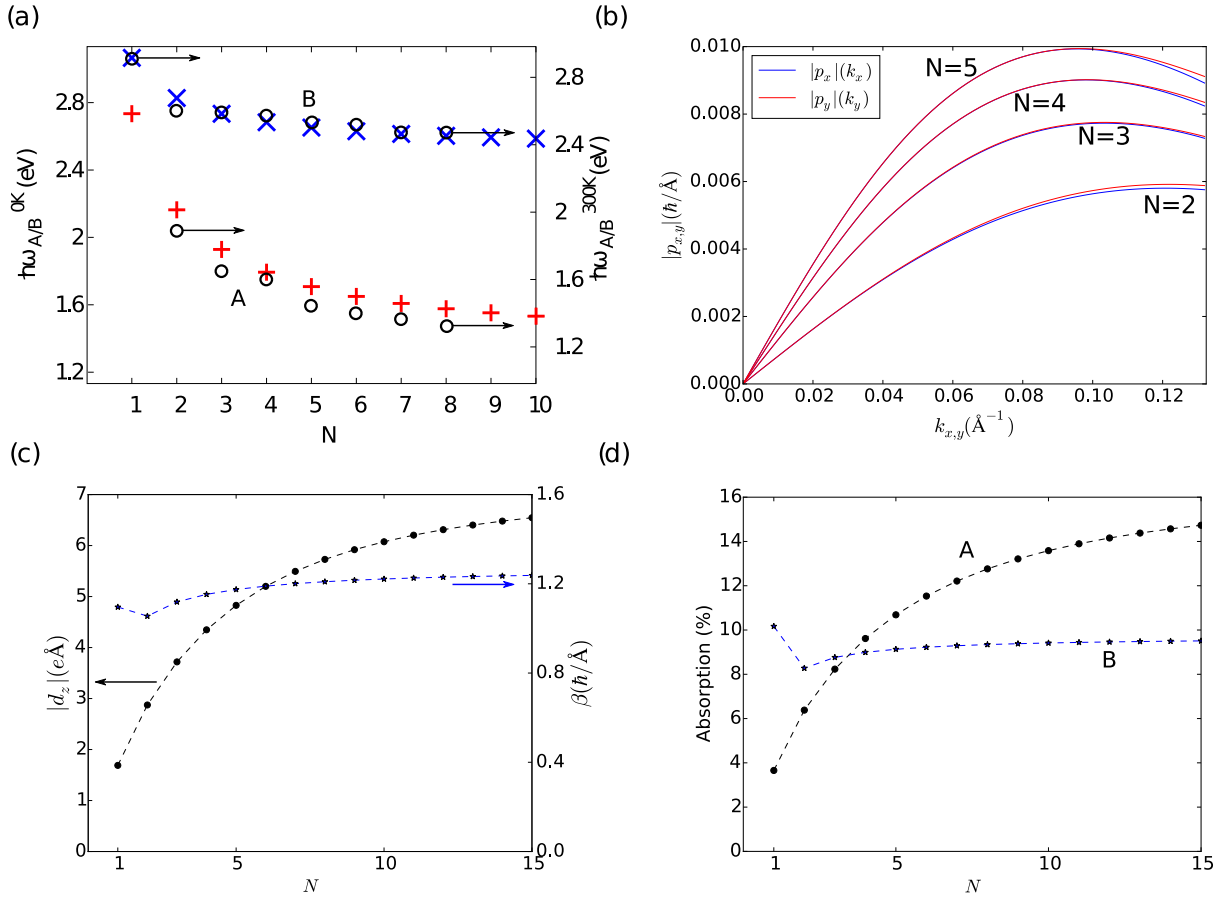 (a)
ħω_A/B^0K (eV)
2.8
2.4
2
1.6
1.2
B
A
2.8
2.4
2
1.6
1.2
ħω_A/B^300K (eV)
1 2 3 4 5 6 7 8 9 10
N
(b)
|p_x,y|(ħ/Å)
0.010
0.008
0.006
0.004
0.002
0.000
|p_x|(k_x)
|p_y|(k_y)
N=5
N=4
N=3
N=2
0.00 0.02 0.04 0.06 0.08 0.10 0.12
k_x,y(Å⁻¹)
(c)
|d_z|(eÅ)
7
6
5
4
3
2
1
0
1.6
1.2
0.8
0.4
0.0
β(ħ/Å)
1 5 10 15
N
(d)
Absorption (%)
16
14
12
10
8
6
4
2
0
A
B
1 5 10 15
N